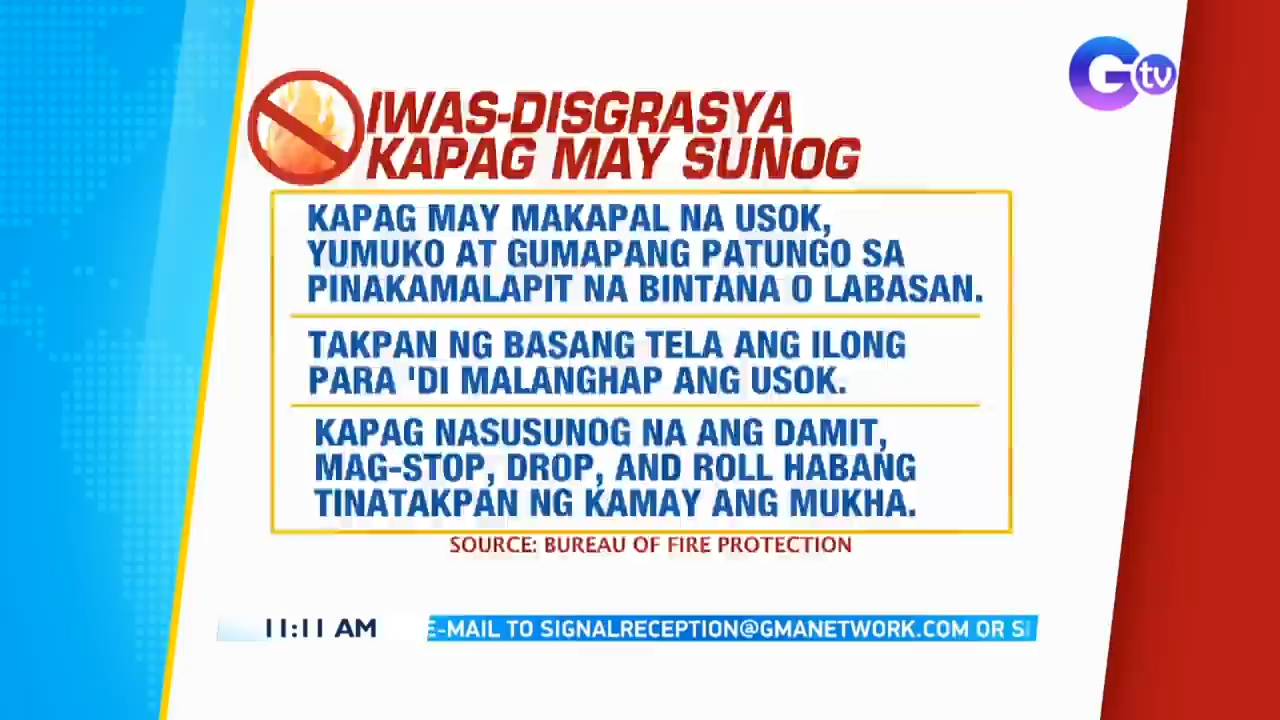 Gtv
IWAS-DISGRASYA
KAPAG MAY SUNOG
KAPAG MAY MAKAPAL NA USOK,
YUMUKO AT GUMAPANG PATUNGO SA
PINAKAMALAPIT NA BINTANA O LABASAN.
TAKPAN NG BASANG TELA ANG ILONG
PARA 'DI MALANGHAP ANG USOK.
KAPAG NASUSUNOG NA ANG DAMIT,
MAG-STOP, DROP, AND ROLL HABANG
TINATAKPAN NG KAMAY ANG MUKHA.
SOURCE: BUREAU OF FIRE PROTECTION
11:11 AM
E-MAIL TO SIGNALRECEPTION@GMANETWORK.COM OR